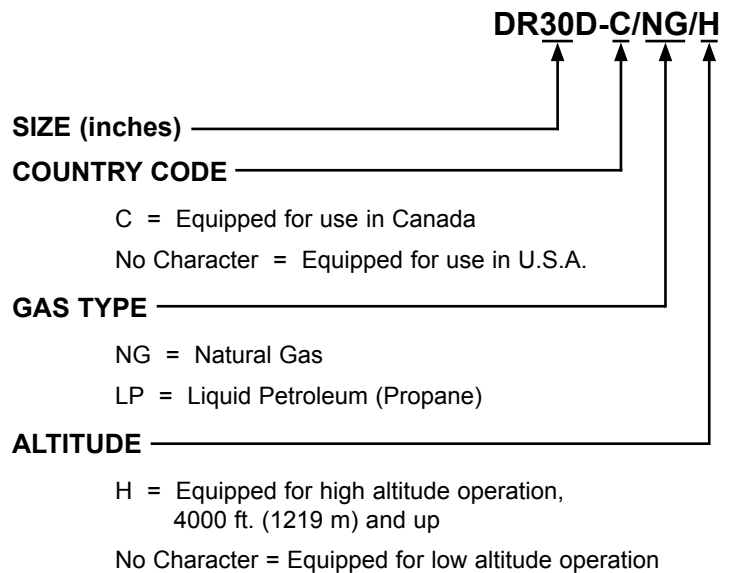 DR30D-C/NG/H
SIZE (inches)
COUNTRY CODE
C = Equipped for use in Canada
No Character = Equipped for use in U.S.A.
GAS TYPE
NG = Natural Gas
LP = Liquid Petroleum (Propane)
ALTITUDE
H = Equipped for high altitude operation,
4000 ft. (1219 m) and up
No Character = Equipped for low altitude operation